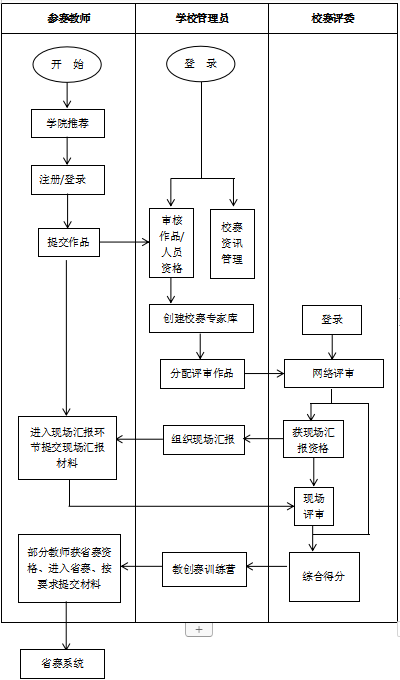 参赛教师
学校管理员
校赛评委
开 始
登 录
学院推荐
注册/登录
提交作品
审核
作品/
人员
资格
校赛
资讯
管理
创建校赛专家库
登录
分配评审作品
网络评审
进入现场汇报环
节提交现场汇报
材料
组织现场汇报
获现场汇
报资格
现场
评审
部分教师获省赛资
格、进入省赛、按
要求提交材料
教创赛训练营
综合得分
+
省赛系统